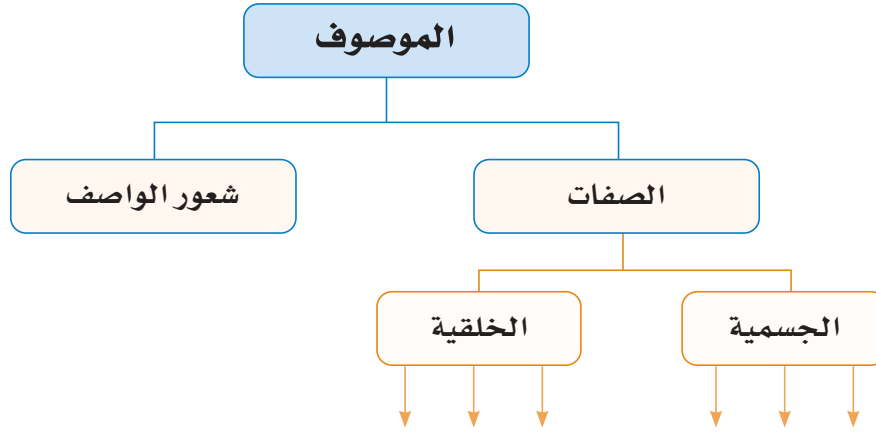 الموصوف
الصفات
شعور الواصف
الجسمية
الخلقية